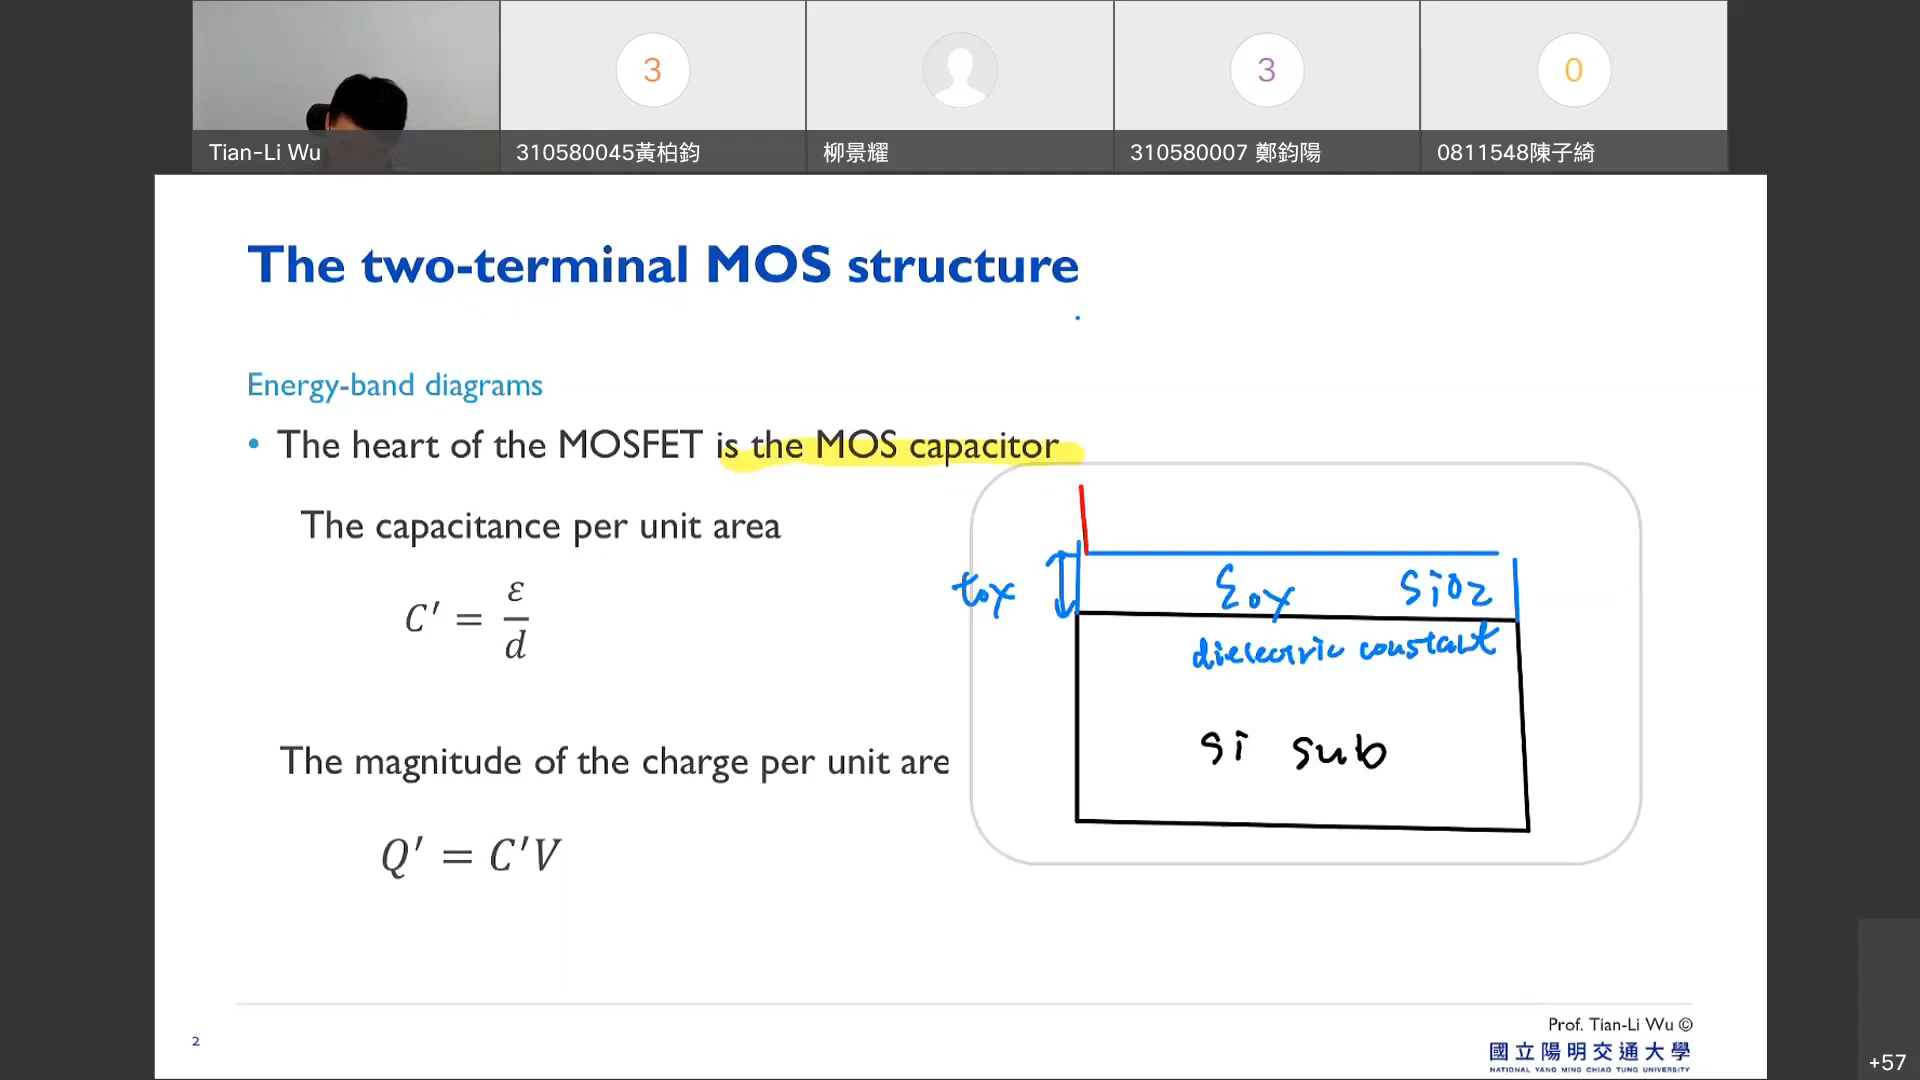 3
3
0
Tian-Li Wu
310580045黃柏鈞
柳景耀
310580007 鄭鈞陽
0811548陳子綺
The two-terminal MOS structure
Energy-band diagrams
• The heart of the MOSFET is the MOS capacitor
The capacitance per unit area
C′ = ε/d
The magnitude of the charge per unit are
Q′ = C′V
tox
εox
SiO2
dielectric constant
Si sub
2
Prof. Tian-Li Wu ©
國立陽明交通大學
NATIONAL YANG MING CHIAO TUNG UNIVERSITY
+57